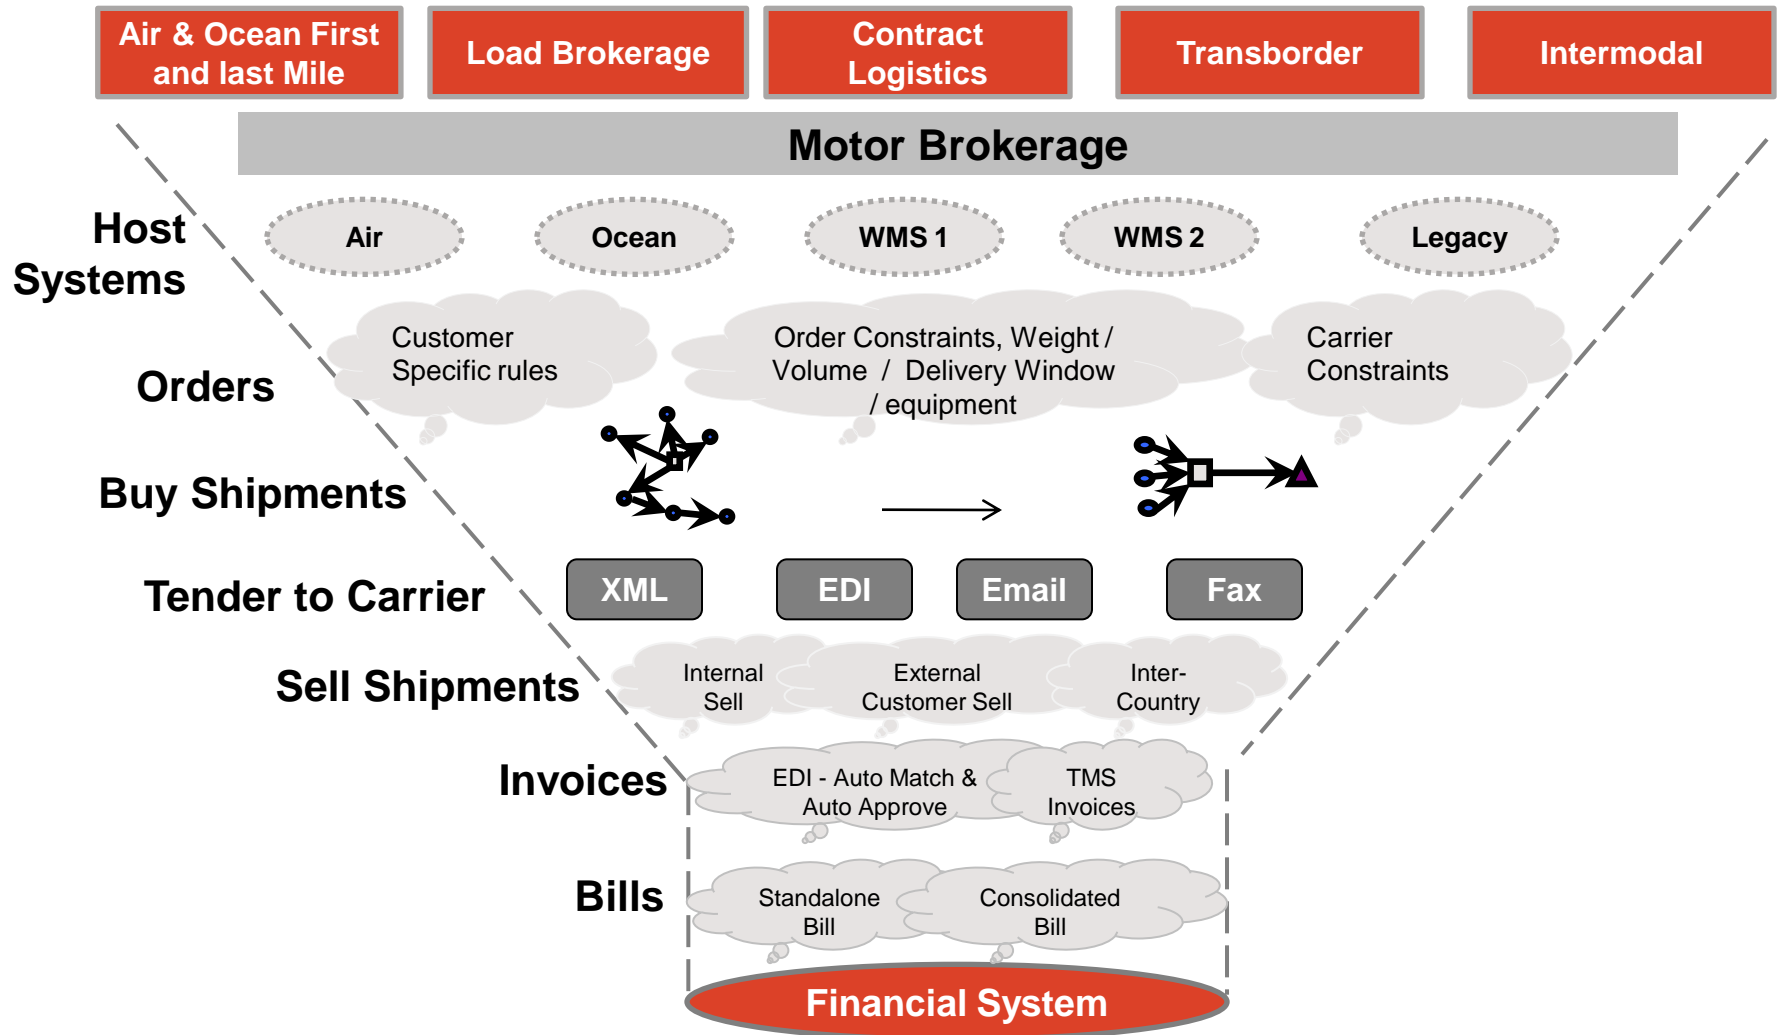 Air & Ocean First
and last Mile
Load Brokerage
Contract
Logistics
Transborder
Intermodal
Motor Brokerage
Host
Systems
Air
Ocean
WMS 1
WMS 2
Legacy
Orders
Customer
Specific rules
Order Constraints, Weight /
Volume / Delivery Window
/ equipment
Carrier
Constraints
Buy Shipments
Tender to Carrier
XML
EDI
Email
Fax
Sell Shipments
Internal
Sell
External
Customer Sell
Inter-
Country
Invoices
EDI - Auto Match &
Auto Approve
TMS
Invoices
Bills
Standalone
Bill
Consolidated
Bill
Financial System